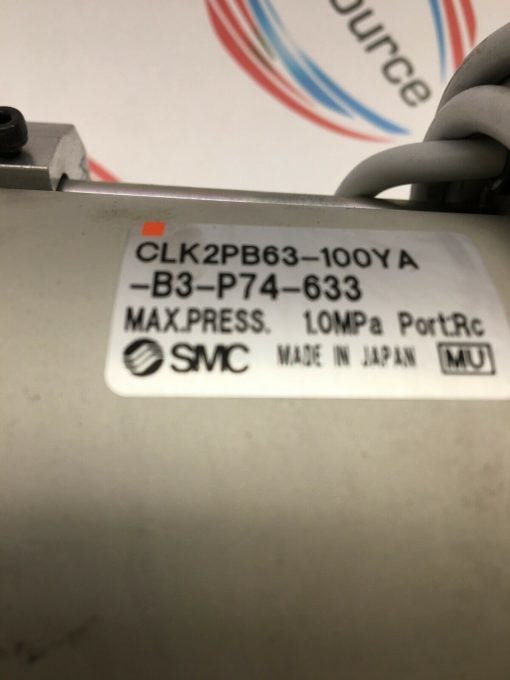 ource
CLK2PB63-100YA
-B3-P74-633
MAX.PRESS. 1.0MPa Port:Rc
SMC MADE IN JAPAN MU